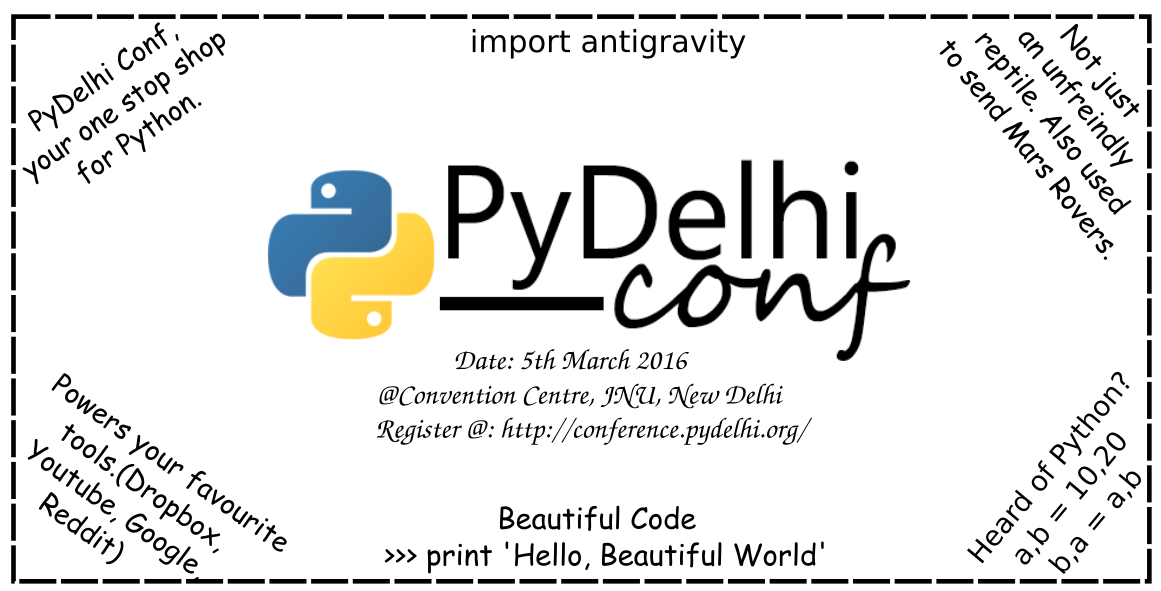 import antigravity
PyDelhi Conf,
your one stop shop
for Python.
Not just
an unfreindly
reptile. Also used
to send Mars Rovers.
PyDelhi
conf
Date: 5th March 2016
@Convention Centre, JNU, New Delhi
Register @: http://conference.pydelhi.org/
Powers your favourite
tools.(Dropbox,
Youtube, Google,
Reddit)
Heard of Python?
a,b = 10,20
b,a = a,b
Beautiful Code
>>> print 'Hello, Beautiful World'